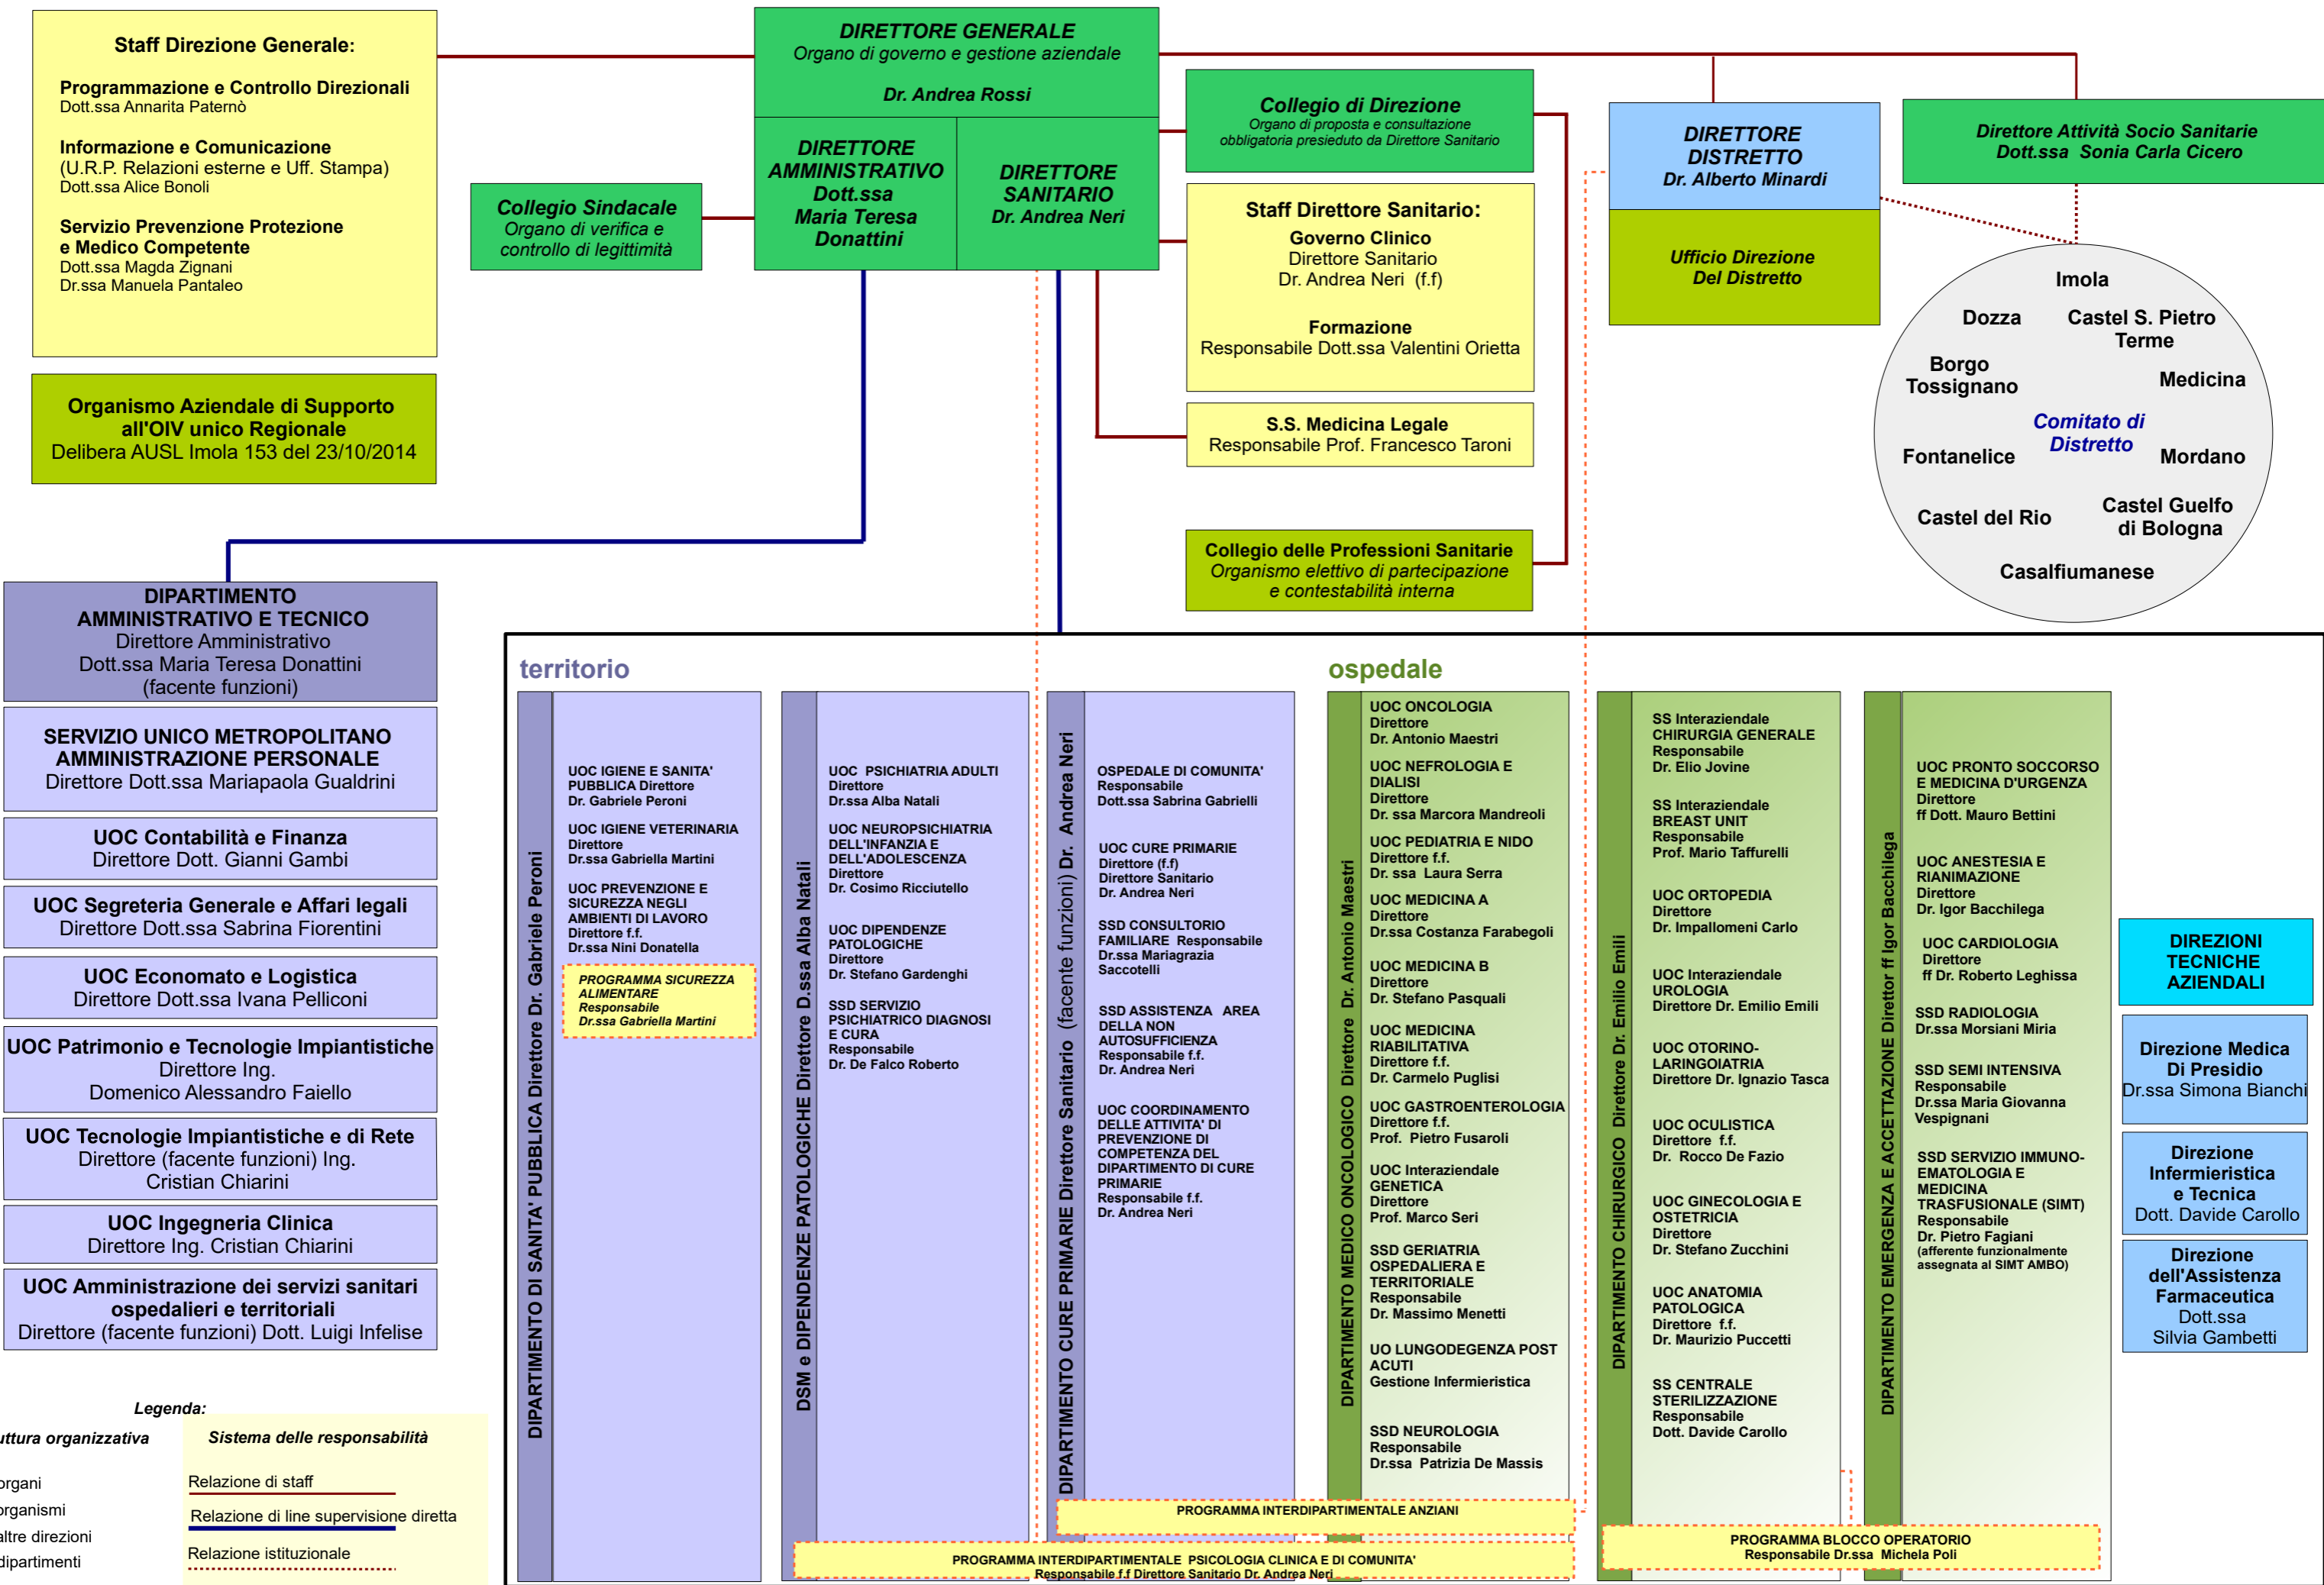 Staff Direzione Generale:
Programmazione e Controllo Direzionali
Dott.ssa Annarita Paternò
Informazione e Comunicazione
(U.R.P. Relazioni esterne e Uff. Stampa)
Dott.ssa Alice Bonoli
Servizio Prevenzione Protezione
e Medico Competente
Dott.ssa Magda Zignani
Dr.ssa Manuela Pantaleo
Organismo Aziendale di Supporto
all'OIV unico Regionale
Delibera AUSL Imola 153 del 23/10/2014
DIRETTORE GENERALE
Organo di governo e gestione aziendale
Dr. Andrea Rossi
DIRETTORE
AMMINISTRATIVO
Dott.ssa
Maria Teresa
Donattini
DIRETTORE
SANITARIO
Dr. Andrea Neri
Collegio Sindacale
Organo di verifica e
controllo di legittimità
Collegio di Direzione
Organo di proposta e consultazione
obbligatoria presieduto da Direttore Sanitario
Staff Direttore Sanitario:
Governo Clinico
Direttore Sanitario
Dr. Andrea Neri (f.f)
Formazione
Responsabile Dott.ssa Valentini Orietta
S.S. Medicina Legale
Responsabile Prof. Francesco Taroni
Collegio delle Professioni Sanitarie
Organismo elettivo di partecipazione
e contestabilità interna
DIRETTORE
DISTRETTO
Dr. Alberto Minardi
Ufficio Direzione
Del Distretto
Direttore Attività Socio Sanitarie
Dott.ssa Sonia Carla Cicero
Imola
Dozza
Castel S. Pietro
Terme
Borgo
Tossignano
Medicina
Comitato di
Distretto
Fontanelice
Mordano
Castel del Rio
Castel Guelfo
di Bologna
Casalfiumanese
DIPARTIMENTO
AMMINISTRATIVO E TECNICO
Direttore Amministrativo
Dott.ssa Maria Teresa Donattini
(facente funzioni)
SERVIZIO UNICO METROPOLITANO
AMMINISTRAZIONE PERSONALE
Direttore Dott.ssa Mariapaola Gualdrini
UOC Contabilità e Finanza
Direttore Dott. Gianni Gambi
UOC Segreteria Generale e Affari legali
Direttore Dott.ssa Sabrina Fiorentini
UOC Economato e Logistica
Direttore Dott.ssa Ivana Pelliconi
UOC Patrimonio e Tecnologie Impiantistiche
Direttore Ing.
Domenico Alessandro Faiello
UOC Tecnologie Impiantistiche e di Rete
Direttore (facente funzioni) Ing.
Cristian Chiarini
UOC Ingegneria Clinica
Direttore Ing. Cristian Chiarini
UOC Amministrazione dei servizi sanitari
ospedalieri e territoriali
Direttore (facente funzioni) Dott. Luigi Infelise
Legenda:
organizzativa
organi
organismi
altre direzioni
dipartimenti
Sistema delle responsabilità
Relazione di staff
Relazione di line supervisione diretta
Relazione istituzionale
territorio
DIPARTIMENTO DI SANITA' PUBBLICA Direttore Dr. Gabriele Peroni
UOC IGIENE E SANITA'
PUBBLICA Direttore
Dr. Gabriele Peroni
UOC IGIENE VETERINARIA
Direttore
Dr.ssa Gabriella Martini
UOC PREVENZIONE E
SICUREZZA NEGLI
AMBIENTI DI LAVORO
Direttore f.f.
Dr.ssa Nini Donatella
PROGRAMMA SICUREZZA
ALIMENTARE
Responsabile
Dr.ssa Gabriella Martini
DSM e DIPENDENZE PATOLOGICHE Direttore D.ssa Alba Natali
UOC PSICHIATRIA ADULTI
Direttore
Dr.ssa Alba Natali
UOC NEUROPSICHIATRIA
DELL'INFANZIA E
DELL'ADOLESCENZA
Direttore
Dr. Cosimo Ricciutello
UOC DIPENDENZE
PATOLOGICHE
Direttore
Dr. Stefano Gardenghi
SSD SERVIZIO
PSICHIATRICO DIAGNOSI
E CURA
Responsabile
Dr. De Falco Roberto
DIPARTIMENTO CURE PRIMARIE Direttore Sanitario (facente funzioni) Dr. Andrea Neri
OSPEDALE DI COMUNITA'
Responsabile
Dott.ssa Sabrina Gabrielli
UOC CURE PRIMARIE
Direttore (f.f)
Direttore Sanitario
Dr. Andrea Neri
SSD CONSULTORIO
FAMILIARE Responsabile
Dr.ssa Mariagrazia
Saccotelli
SSD ASSISTENZA AREA
DELLA NON
AUTOSUFFICIENZA
Responsabile f.f.
Dr. Andrea Neri
UOC COORDINAMENTO
DELLE ATTIVITA' DI
PREVENZIONE DI
COMPETENZA DEL
DIPARTIMENTO DI CURE
PRIMARIE
Responsabile f.f.
Dr. Andrea Neri
ospedale
DIPARTIMENTO MEDICO ONCOLOGICO Direttore Dr. Antonio Maestri
UOC ONCOLOGIA
Direttore
Dr. Antonio Maestri
UOC NEFROLOGIA E
DIALISI
Direttore
Dr. ssa Marcora Mandreoli
UOC PEDIATRIA E NIDO
Direttore f.f.
Dr. ssa Laura Serra
UOC MEDICINA A
Direttore
Dr.ssa Costanza Farabegoli
UOC MEDICINA B
Direttore
Dr. Stefano Pasquali
UOC MEDICINA
RIABILITATIVA
Direttore f.f.
Dr. Carmelo Puglisi
UOC GASTROENTEROLOGIA
Direttore f.f.
Prof. Pietro Fusaroli
UOC Interaziendale
GENETICA
Direttore
Prof. Marco Seri
SSD GERIATRIA
OSPEDALIERA E
TERRITORIALE
Responsabile
Dr. Massimo Menetti
UO LUNGODEGENZA POST
ACUTI
Gestione Infermieristica
SSD NEUROLOGIA
Responsabile
Dr.ssa Patrizia De Massis
DIPARTIMENTO CHIRURGICO Direttore Dr. Emilio Emili
SS Interaziendale
CHIRURGIA GENERALE
Responsabile
Dr. Elio Jovine
SS Interaziendale
BREAST UNIT
Responsabile
Prof. Mario Taffurelli
UOC ORTOPEDIA
Direttore
Dr. Impallomeni Carlo
UOC Interaziendale
UROLOGIA
Direttore Dr. Emilio Emili
UOC OTORINO-
LARINGOIATRIA
Direttore Dr. Ignazio Tasca
UOC OCULISTICA
Direttore f.f.
Dr. Rocco De Fazio
UOC GINECOLOGIA E
OSTETRICIA
Direttore
Dr. Stefano Zucchini
UOC ANATOMIA
PATOLOGICA
Direttore f.f.
Dr. Maurizio Puccetti
SS CENTRALE
STERILIZZAZIONE
Responsabile
Dott. Davide Carollo
DIPARTIMENTO EMERGENZA E ACCETTAZIONE Direttor ff Igor Bacchilega
UOC PRONTO SOCCORSO
E MEDICINA D'URGENZA
Direttore
ff Dott. Mauro Bettini
UOC ANESTESIA E
RIANIMAZIONE
Direttore
Dr. Igor Bacchilega
UOC CARDIOLOGIA
Direttore
ff Dr. Roberto Leghissa
SSD RADIOLOGIA
Dr.ssa Morsiani Miria
SSD SEMI INTENSIVA
Responsabile
Dr.ssa Maria Giovanna
Vespignani
SSD SERVIZIO IMMUNO-
EMATOLOGIA E
MEDICINA
TRASFUSIONALE (SIMT)
Responsabile
Dr. Pietro Fagiani
(afferente funzionalmente
assegnata al SIMT AMBO)
DIREZIONI
TECNICHE
AZIENDALI
Direzione Medica
Di Presidio
Dr.ssa Simona Bianchi
Direzione
Infermieristica
e Tecnica
Dott. Davide Carollo
Direzione
dell'Assistenza
Farmaceutica
Dott.ssa
Silvia Gambetti
PROGRAMMA INTERDIPARTIMENTALE ANZIANI
PROGRAMMA INTERDIPARTIMENTALE PSICOLOGIA CLINICA E DI COMUNITA'
Responsabile f.f Direttore Sanitario Dr. Andrea Neri
PROGRAMMA BLOCCO OPERATORIO
Responsabile Dr.ssa Michela Poli